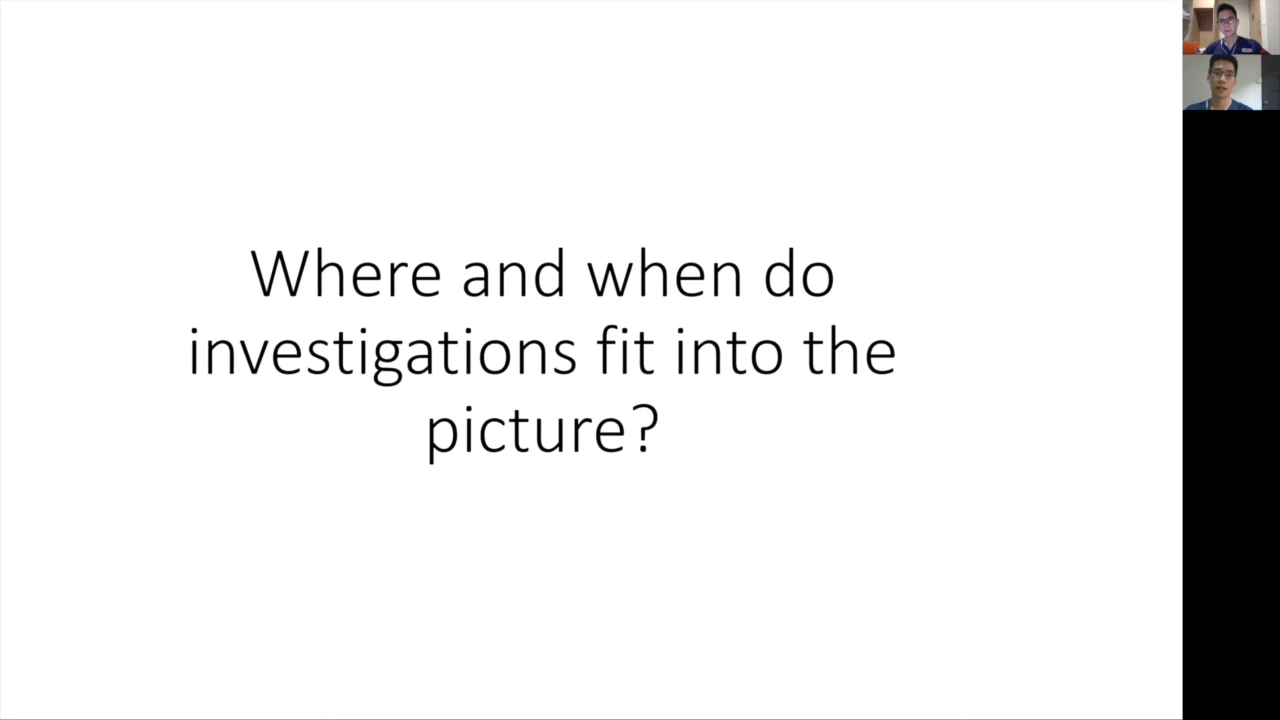 Where and when do
investigations fit into the
picture?